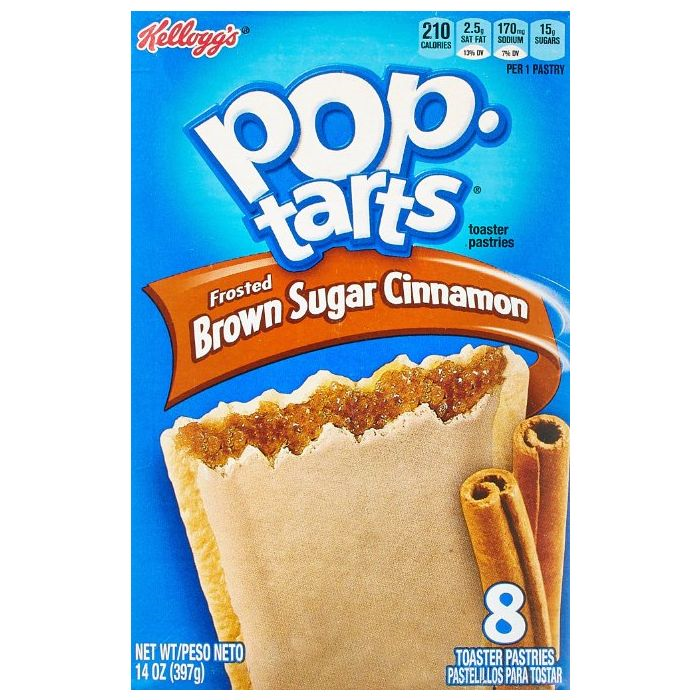 Kellogg's®
210 CALORIES
2.5g SAT FAT 13% DV
170mg SODIUM 7% DV
15g SUGARS
PER 1 PASTRY
pop.
tarts®
toaster
pastries
Frosted
Brown Sugar Cinnamon
8
TOASTER PASTRIES
PASTELILLOS PARA TOSTAR
NET WT/PESO NETO
14 OZ (397g)